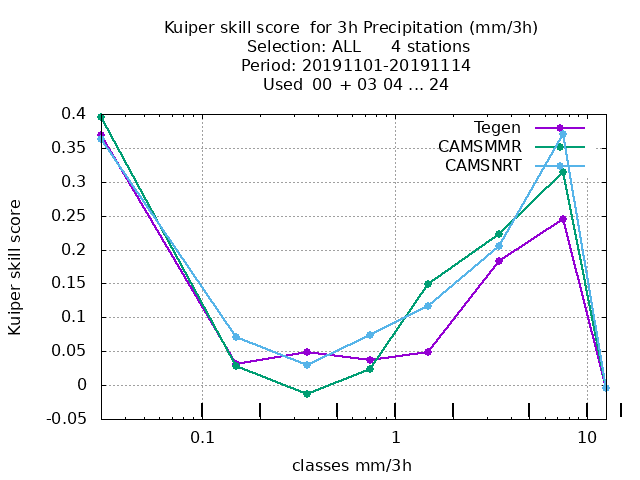 Kuiper skill score  for 3h Precipitation (mm/3h)
Selection: ALL      4 stations
Period: 20191101-20191114
Used  00 + 03 04 ... 24
0.4
0.35
0.3
0.25
0.2
0.15
0.1
0.05
0
-0.05
Kuiper skill score
Tegen
CAMSMMR
CAMSNRT
0.1
1
10
classes mm/3h